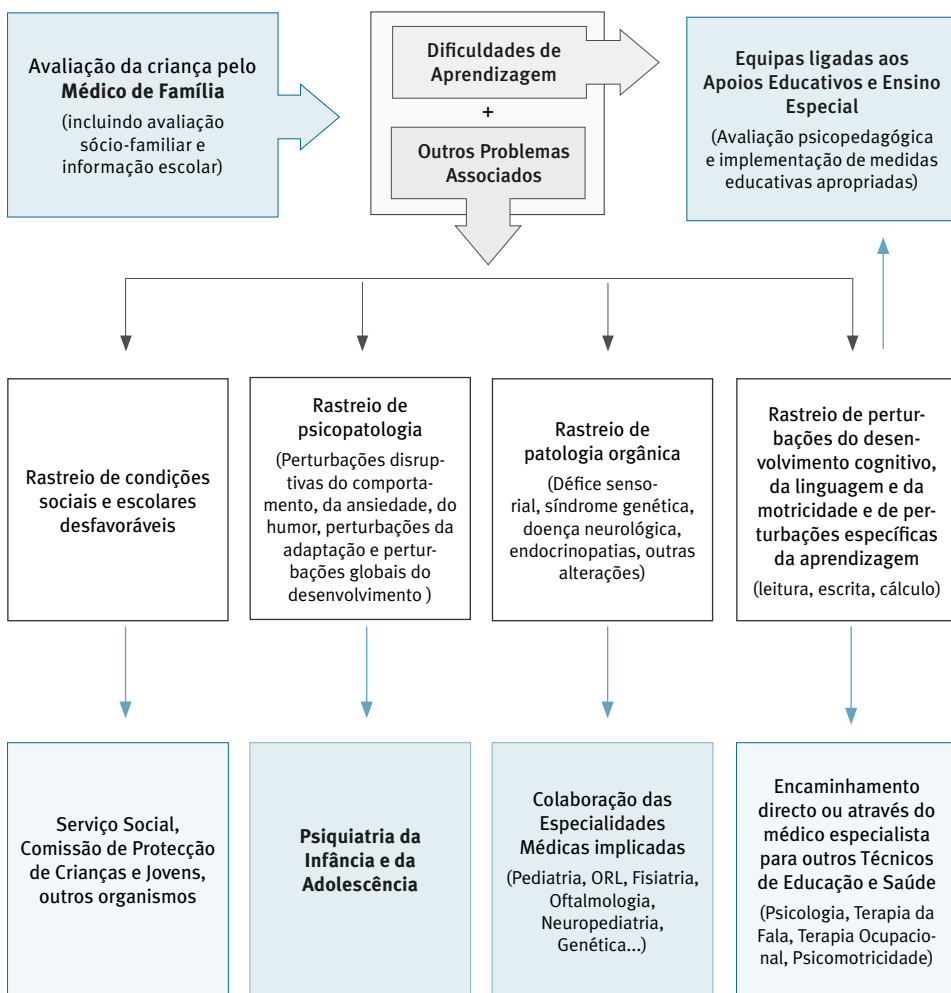 Avaliação da criança pelo
Médico de Família
(incluindo avaliação
sócio-familiar e
informação escolar)
Dificuldades de
Aprendizagem
+
Outros Problemas
Associados
Equipas ligadas aos
Apoios Educativos e Ensino
Especial
(Avaliação psicopedagógica
e implementação de medidas
educativas apropriadas)
Rastreio de condições
sociais e escolares
desfavoráveis
Rastreio de
psicopatologia
(Perturbações disrup-
tivas do comporta-
mento, da ansiedade, do
humor, perturbações da
adaptação e pertur-
bações globais do
desenvolvimento )
Rastreio de
patologia orgânica
(Défice senso-
rial, síndrome genética,
doença neurológica,
endocrinopatias, outras
alterações)
Rastreio de pertur-
bações do desen-
volvimento cognitivo,
da linguagem e da
motricidade e de per-
turbações específicas
da aprendizagem
(leitura, escrita, cálculo)
Serviço Social,
Comissão de Protecção
de Crianças e Jovens,
outros organismos
Psiquiatria da
Infância e da
Adolescência
Colaboração das
Especialidades
Médicas implicadas
(Pediatria, ORL, Fisiatria,
Oftalmologia,
Neuropediatria,
Genética...)
Encaminhamento
directo ou através do
médico especialista
para outros Técnicos
de Educação e Saúde
(Psicologia, Terapia da
Fala, Terapia Ocupacio-
nal, Psicomotricidade)